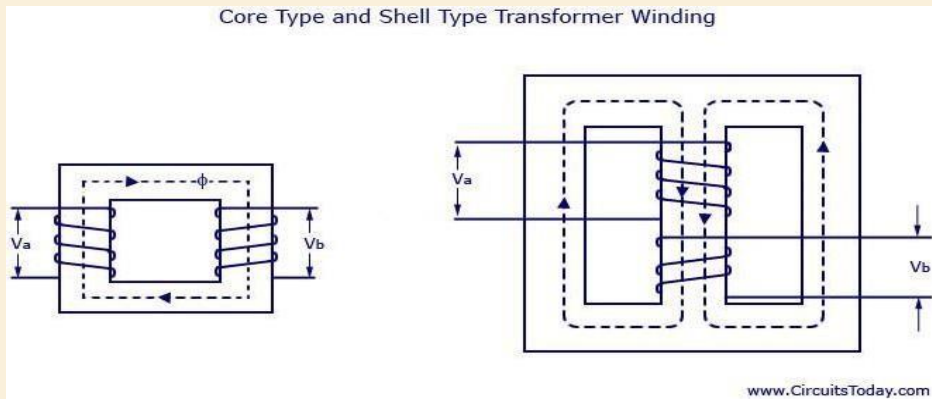 Core Type and Shell Type Transformer Winding
Va
ϕ
Vb
Va
Vb
www.CircuitsToday.com